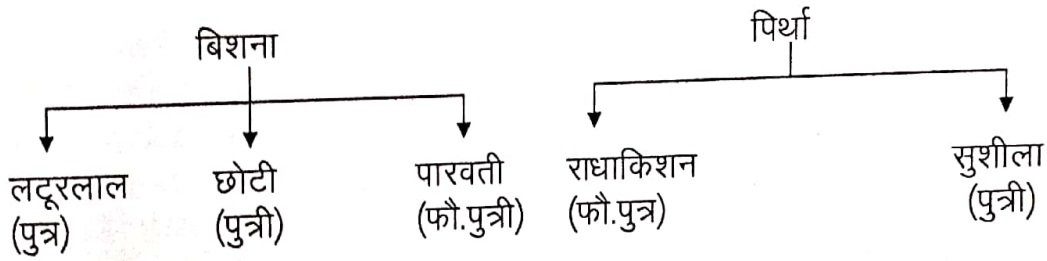 बिशना
पिर्था
लटूरलाल
(पुत्र)
छोटी
(पुत्री)
पारवती
(फौ.पुत्री)
राधाकिशन
(फौ.पुत्र)
सुशीला
(पुत्री)